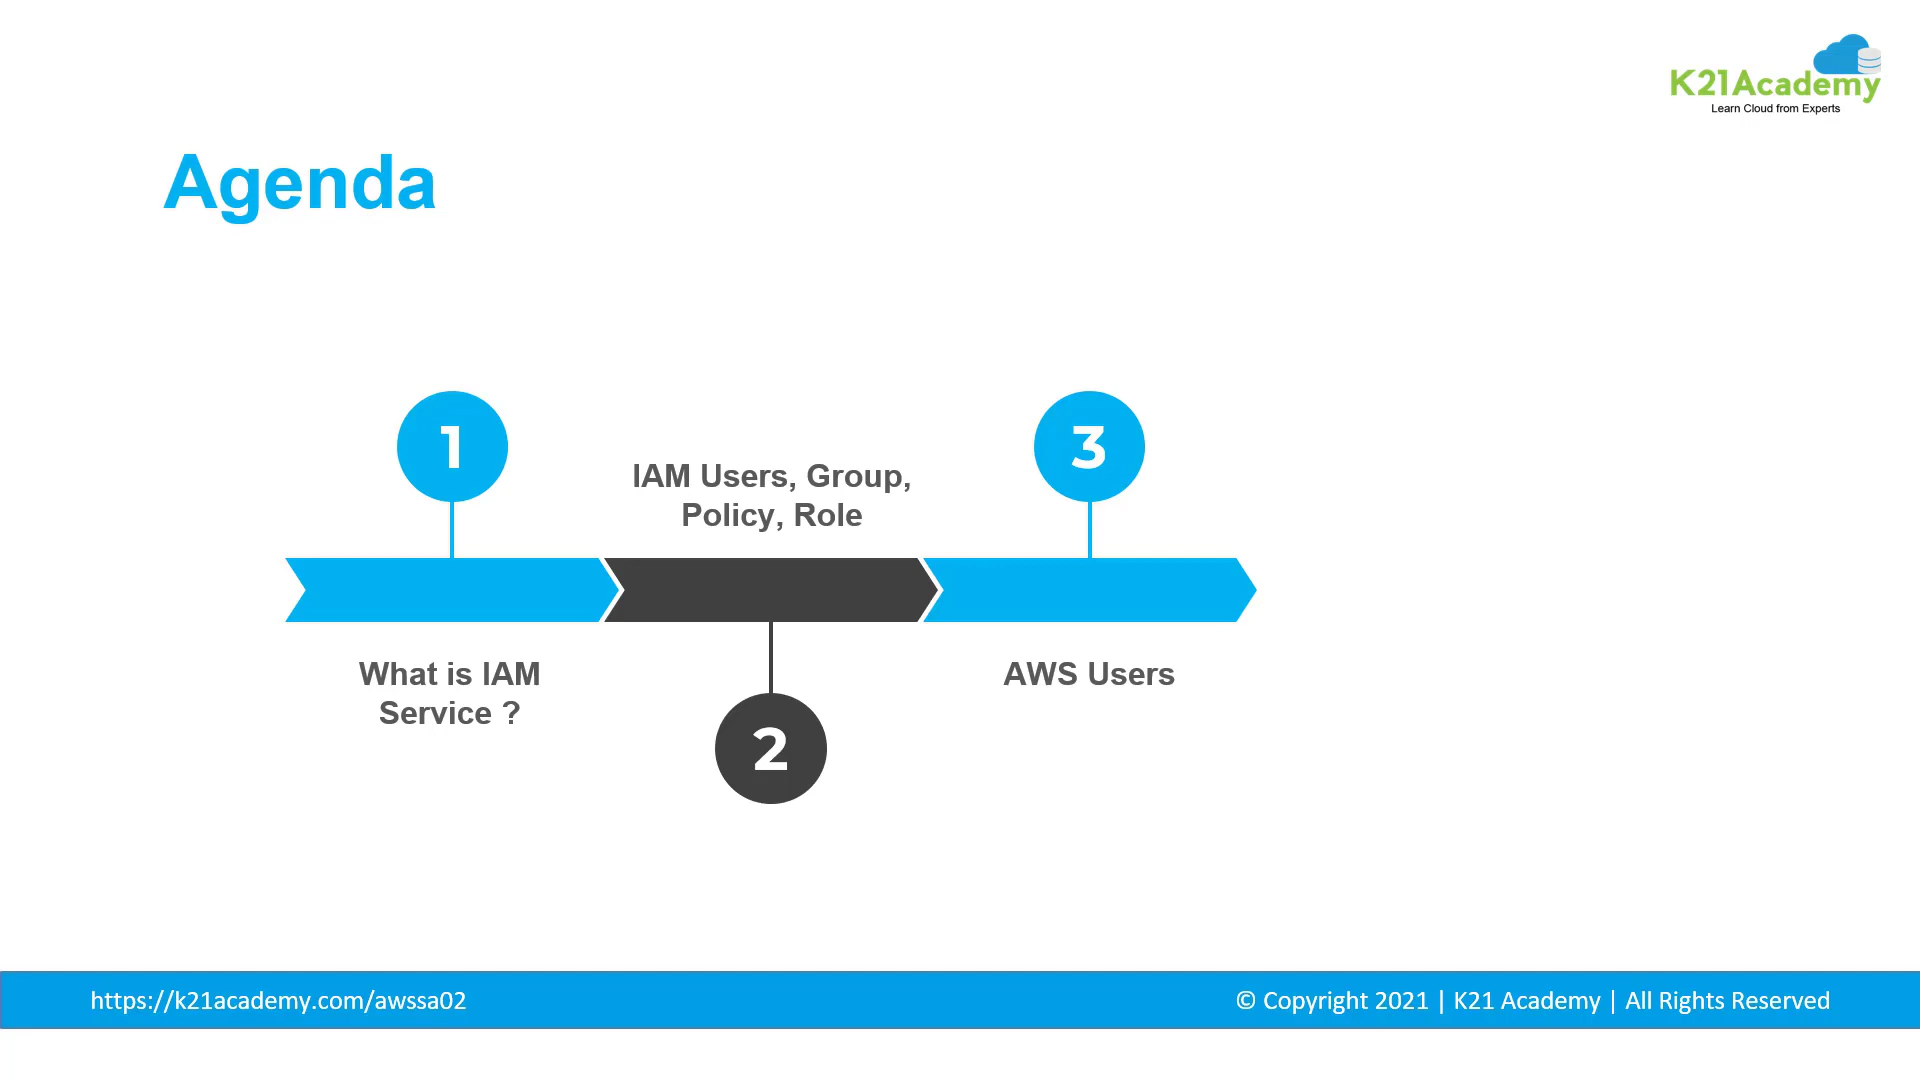 K21Academy
Learn Cloud from Experts
Agenda
1
What is IAM
Service ?
IAM Users, Group,
Policy, Role
2
3
AWS Users
https://k21academy.com/awssa02
© Copyright 2021 | K21 Academy | All Rights Reserved